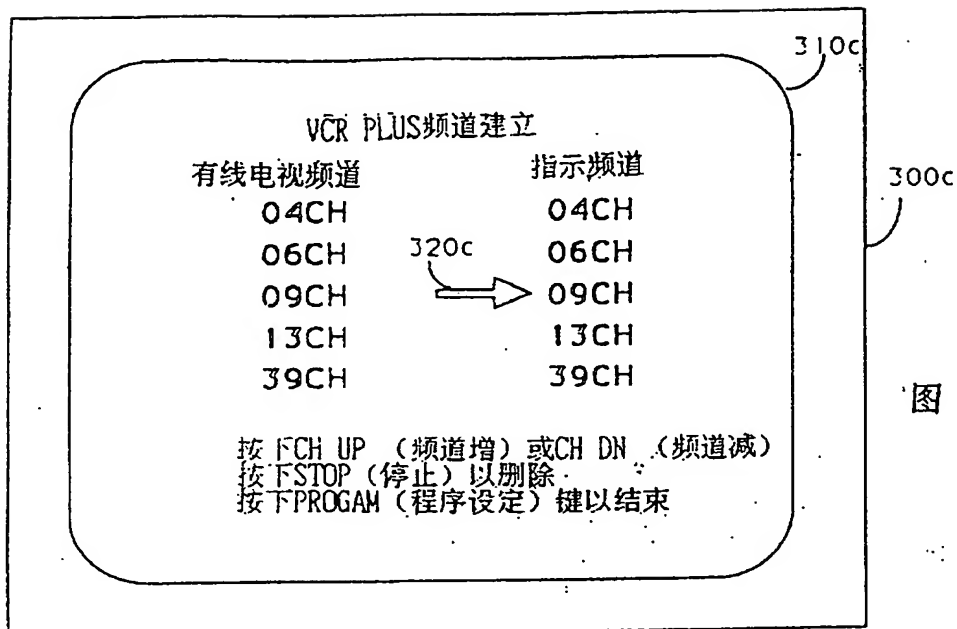 310c
VCR PLUS频道建立
有线电视频道 指示频道
300c
04CH 04CH
06CH 320c 06CH
09CH 09CH
13CH 13CH
39CH 39CH
图
按下CH UP （频道增）或CH DN （频道减）
按下STOP（停止）以删除
按下PROGAM（程序设定）键以结束